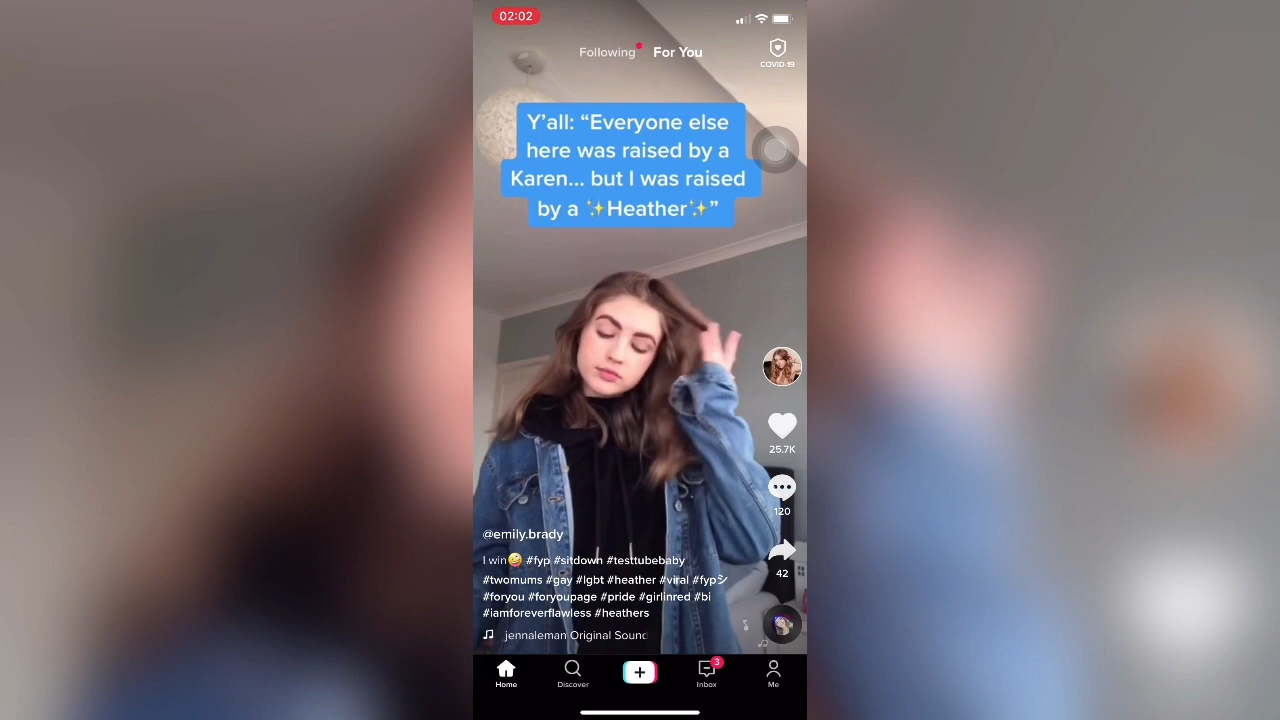 02:02
Following For You
COVID-19
Y'all: “Everyone else
here was raised by a
Karen... but I was raised
by a ✨Heather✨”
25.7K
120
42
@emily.brady
I win🤪 #fyp #sitdown #testtubebaby
#twomums #gay #lgbt #heather #viral #fypシ
#foryou #foryoupage #pride #girlinred #bi
#iamforeverflawless #heathers
jennaleman Original Sound
3
Home Discover Inbox Me